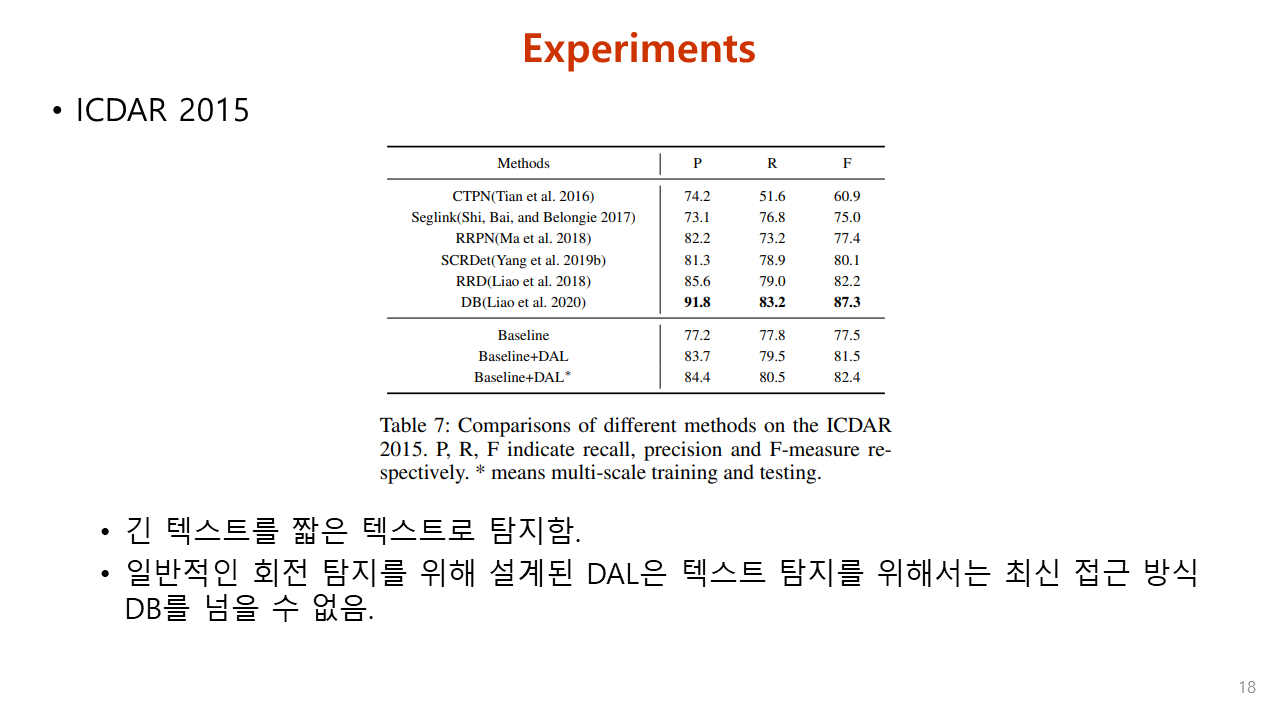 Experiments
• ICDAR 2015
Methods P R F
CTPN(Tian et al. 2016) 74.2 51.6 60.9
Seglink(Shi, Bai, and Belongie 2017) 73.1 76.8 75.0
RRPN(Ma et al. 2018) 82.2 73.2 77.4
SCRDet(Yang et al. 2019b) 81.3 78.9 80.1
RRD(Liao et al. 2018) 85.6 79.0 82.2
DB(Liao et al. 2020) 91.8 83.2 87.3
Baseline 77.2 77.8 77.5
Baseline+DAL 83.7 79.5 81.5
Baseline+DAL* 84.4 80.5 82.4
Table 7: Comparisons of different methods on the ICDAR
2015. P, R, F indicate recall, precision and F-measure re-
spectively. * means multi-scale training and testing.
• 긴 텍스트를 짧은 텍스트로 탐지함.
• 일반적인 회전 탐지를 위해 설계된 DAL은 텍스트 탐지를 위해서는 최신 접근 방식
DB를 넘을 수 없음.
18